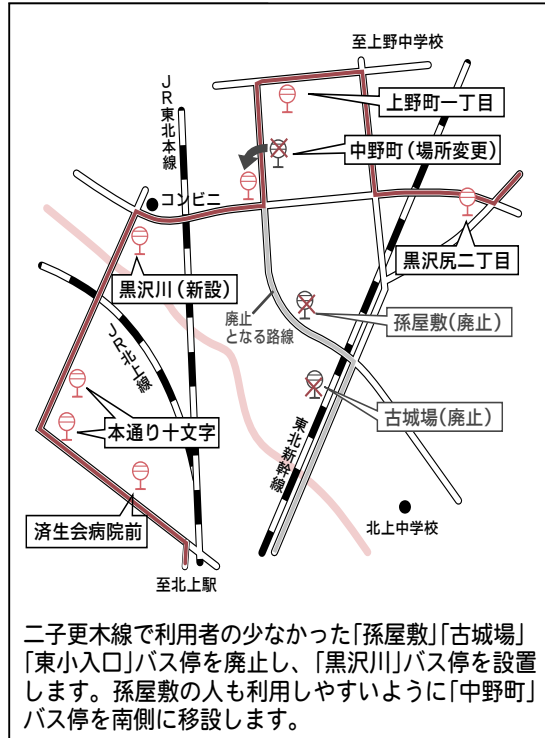 至上野中学校
JR東北本線
上野町一丁目
中野町(場所変更)
コンビニ
黒沢尻二丁目
黒沢川(新設)
廃止
となる路線
孫屋敷(廃止)
JR北上線
古城場(廃止)
本通り十文字
東北新幹線
北上中学校
済生会病院前
至北上駅
二子更木線で利用者の少なかった「孫屋敷」「古城場」
「東小入口」バス停を廃止し、「黒沢川」バス停を設置
します。孫屋敷の人も利用しやすいように「中野町」
バス停を南側に移設します。